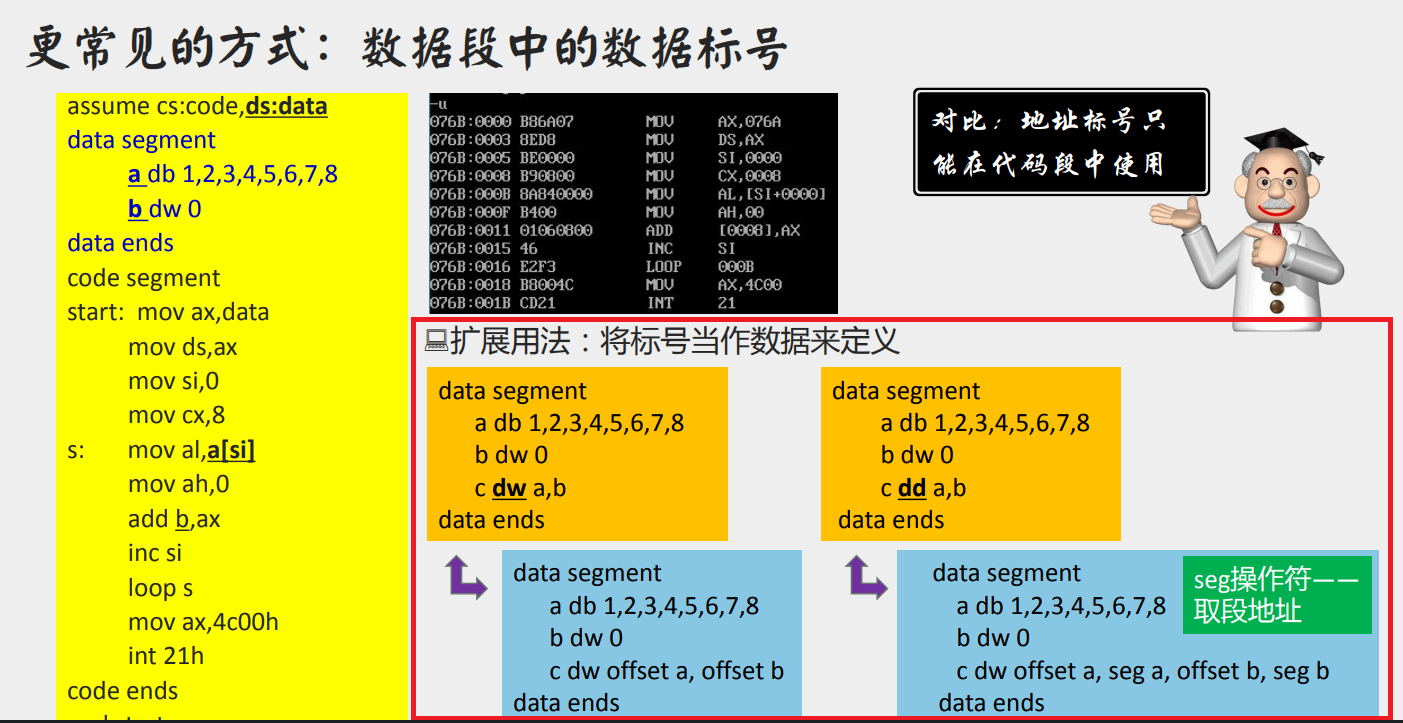 更常见的方式：数据段中的数据标号
assume cs:code,ds:data
data segment
a db 1,2,3,4,5,6,7,8
b dw 0
data ends
code segment
start: mov ax,data
mov ds,ax
mov si,0
mov cx,8
s: mov al,a[si]
mov ah,0
add b,ax
inc si
loop s
mov ax,4c00h
int 21h
code ends
-u
076B:0000 B86A07 MOV AX,076A
076B:0003 8ED8 MOV DS,AX
076B:0005 BE0000 MOV SI,0000
076B:0008 B90800 MOV CX,0008
076B:000B 8A840000 MOV AL,[SI+0000]
076B:000F B400 MOV AH,00
076B:0011 01060800 ADD [0008],AX
076B:0015 46 INC SI
076B:0016 E2F3 LOOP 000B
076B:0018 B8004C MOV AX,4C00
076B:001B CD21 INT 21
对比：地址标号只
能在代码段中使用
扩展用法：将标号当作数据来定义
data segment
a db 1,2,3,4,5,6,7,8
b dw 0
c dw a,b
data ends
data segment
a db 1,2,3,4,5,6,7,8
b dw 0
c dd a,b
data ends
data segment
a db 1,2,3,4,5,6,7,8
b dw 0
c dw offset a, offset b
data ends
data segment
a db 1,2,3,4,5,6,7,8
b dw 0
c dw offset a, seg a, offset b, seg b
data ends
seg操作符——
取段地址